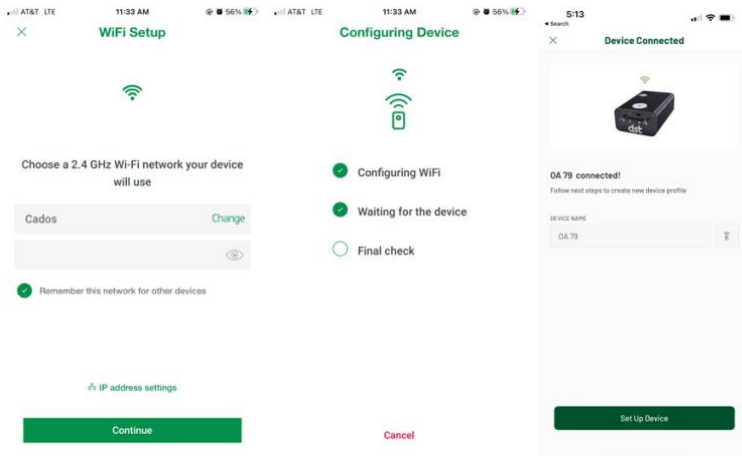 AT&T LTE
11:33 AM
56%
WiFi Setup
Choose a 2.4 GHz Wi-Fi network your device
will use
Cados
Change
Remember this network for other devices
IP address settings
Continue
AT&T LTE
11:33 AM
56%
Configuring Device
Configuring WiFi
Waiting for the device
Final check
Cancel
5:13
Search
Device Connected
dst
0A 79 connected!
Follow next steps to create new device profile
DEVICE NAME
0A 79
Set Up Device